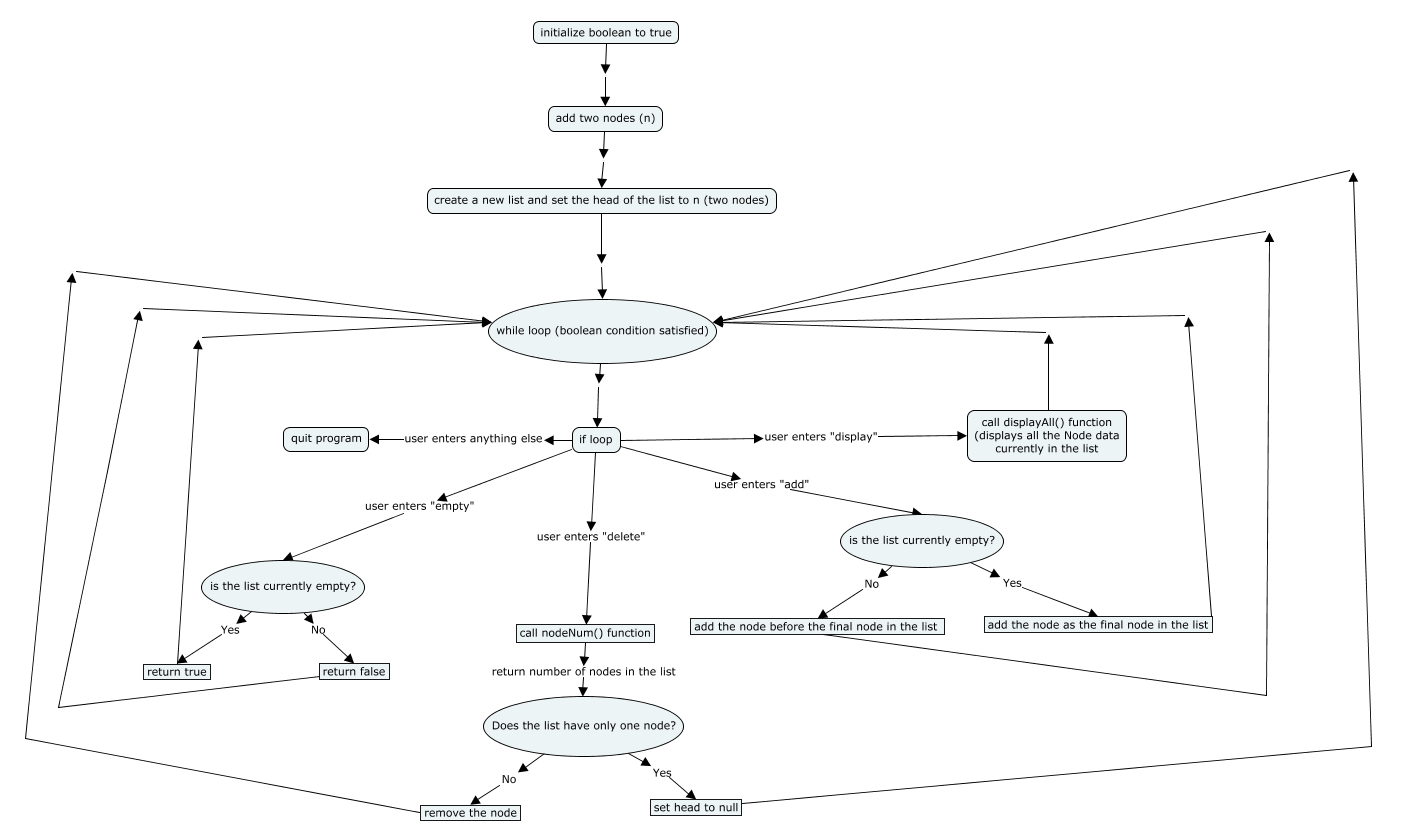 initialize boolean to true
add two nodes (n)
create a new list and set the head of the list to n (two nodes)
while loop (boolean condition satisfied)
quit program
user enters anything else
if loop
user enters "display"
call displayAll() function
(displays all the Node data
currently in the list
user enters "empty"
user enters "add"
user enters "delete"
is the list currently empty?
is the list currently empty?
No
Yes
Yes
No
call nodeNum() function
add the node before the final node in the list
add the node as the final node in the list
return true
return false
return number of nodes in the list
Does the list have only one node?
No
Yes
remove the node
set head to null